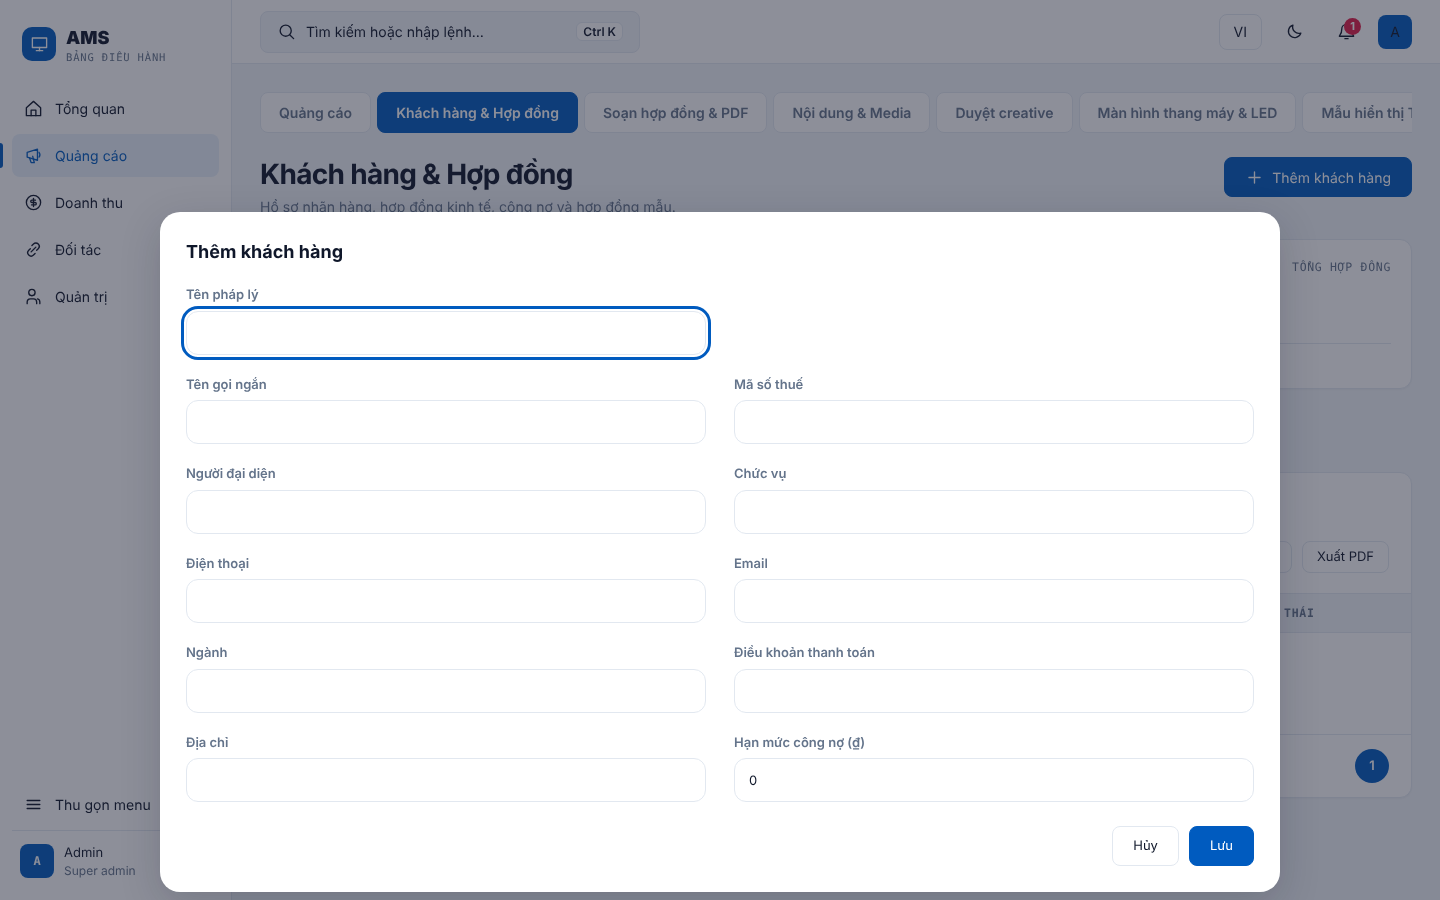 AMS
BẢNG ĐIỀU HÀNH
Tìm kiếm hoặc nhập lệnh...
Ctrl K
VI
1
A
Tổng quan
Quảng cáo
Doanh thu
Đối tác
Quản trị
Quảng cáo
Khách hàng & Hợp đồng
Soạn hợp đồng & PDF
Nội dung & Media
Duyệt creative
Màn hình thang máy & LED
Mẫu hiển thị
Khách hàng & Hợp đồng
Thêm khách hàng
Hồ sơ nhãn hàng, hợp đồng kinh tế, công nợ và hợp đồng mẫu.
TỔNG HỢP ĐỒNG
Thêm khách hàng
Tên pháp lý
Tên gọi ngắn
Mã số thuế
Người đại diện
Chức vụ
Điện thoại
Email
Ngành
Điều khoản thanh toán
Địa chỉ
Hạn mức công nợ (₫)
0
Hủy
Lưu
Xuất PDF
THÁI
1
Thu gọn menu
A
Admin
Super admin